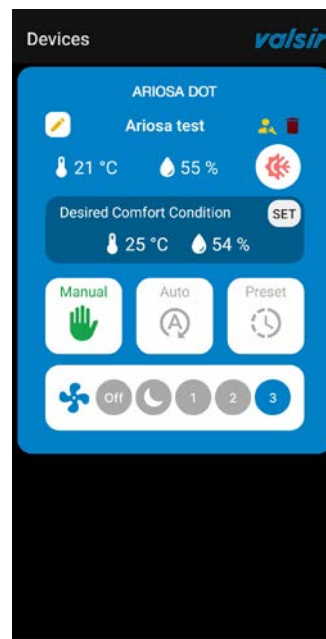 Devices
valsir
ARIOSA DOT
Ariosa test
21 °C
55 %
Desired Comfort Condition
SET
25 °C
54 %
Manual
Auto
Preset
A
Off
1
2
3